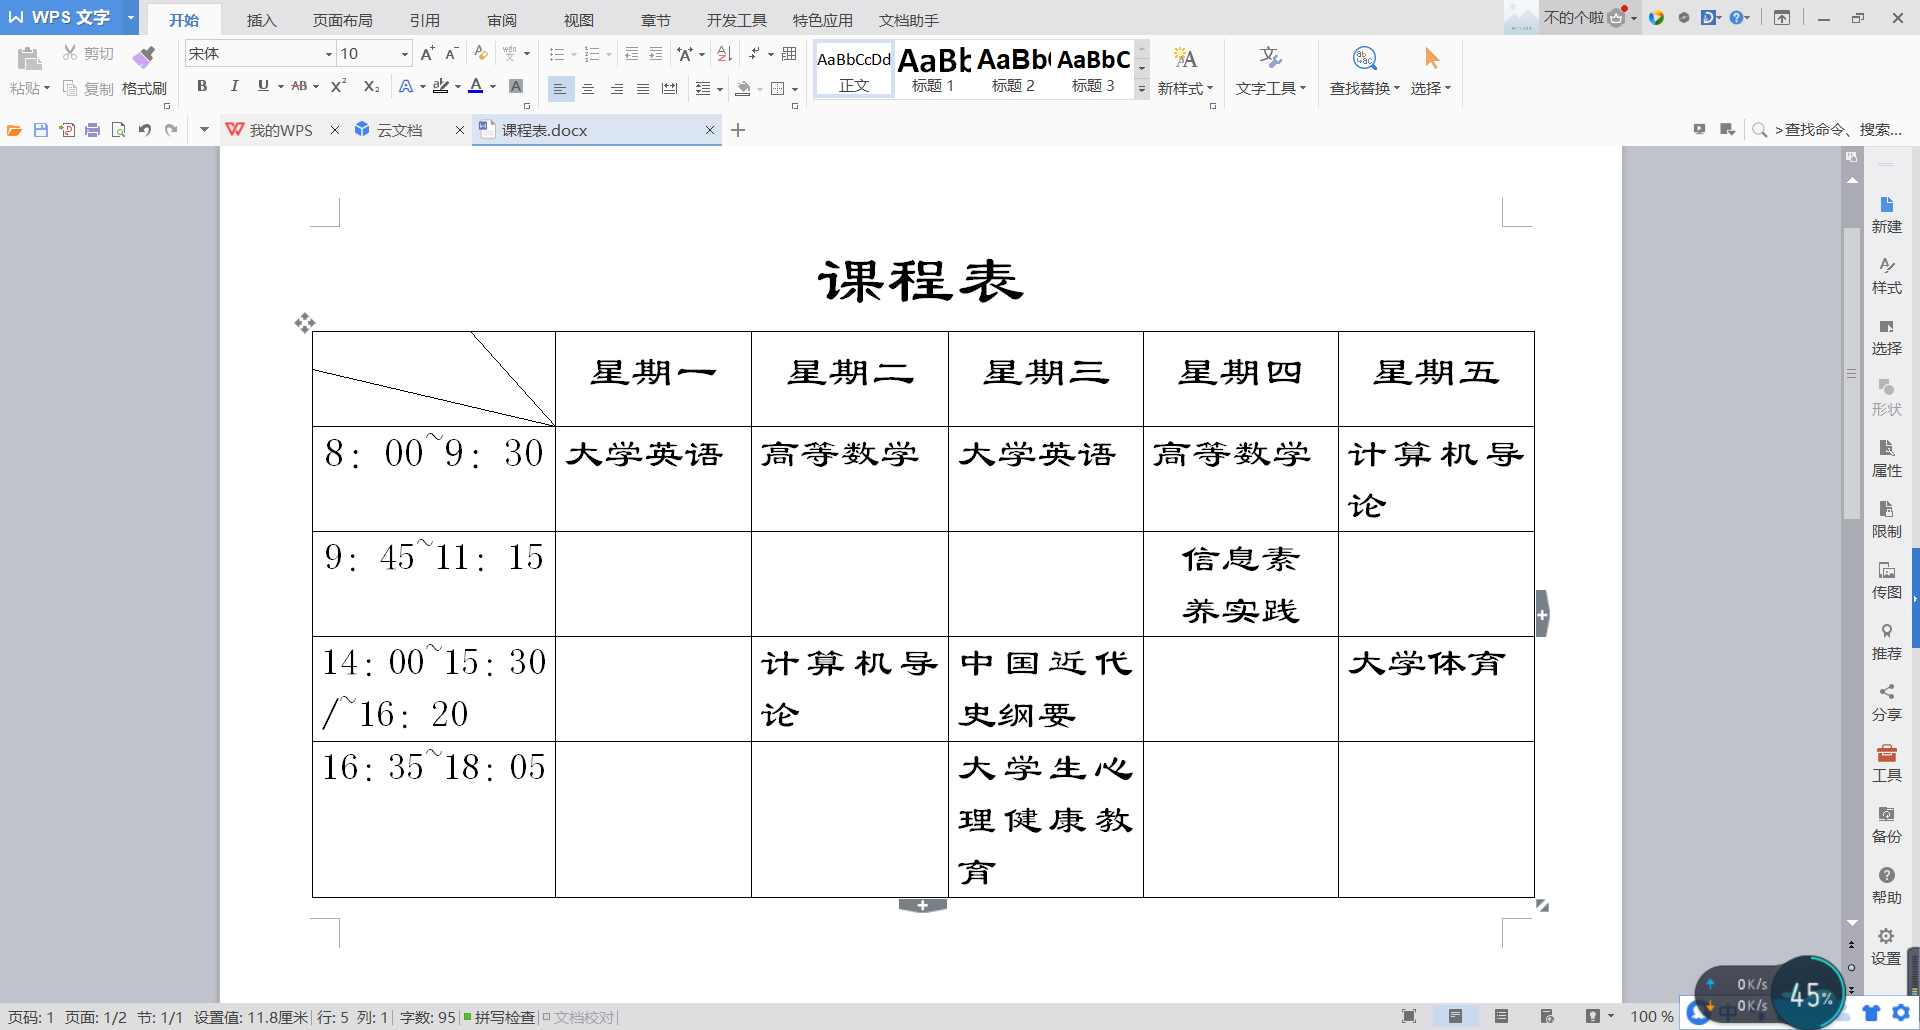 WPS 文字 开始 插入 页面布局 引用 审阅 视图 章节 开发工具 特色应用 文档助手 不的个啦
粘贴 剪切 复制 格式刷 宋体 10 AaBbCcDd 正文 AaBb 标题 1 AaBb( 标题 2 AaBbC 标题 3 新样式 文字工具 查找替换 选择
我的WPS 云文档 课程表.docx >查找命令、搜索...
课程表
星期一 星期二 星期三 星期四 星期五
8：00~9：30 大学英语 高等数学 大学英语 高等数学 计算机导
论
9：45~11：15 信息素
养实践
14：00~15：30 计算机导 中国近代 大学体育
/~16：20 论 史纲要
16：35~18：05 大学生心
理健康教
育
新建
样式
选择
形状
属性
限制
传图
推荐
分享
工具
备份
帮助
设置
0K/s
0K/s
45%
页码: 1 页面: 1/2 节: 1/1 设置值: 11.8厘米 行: 5 列: 1 字数: 95 拼写检查 文档校对 100 %